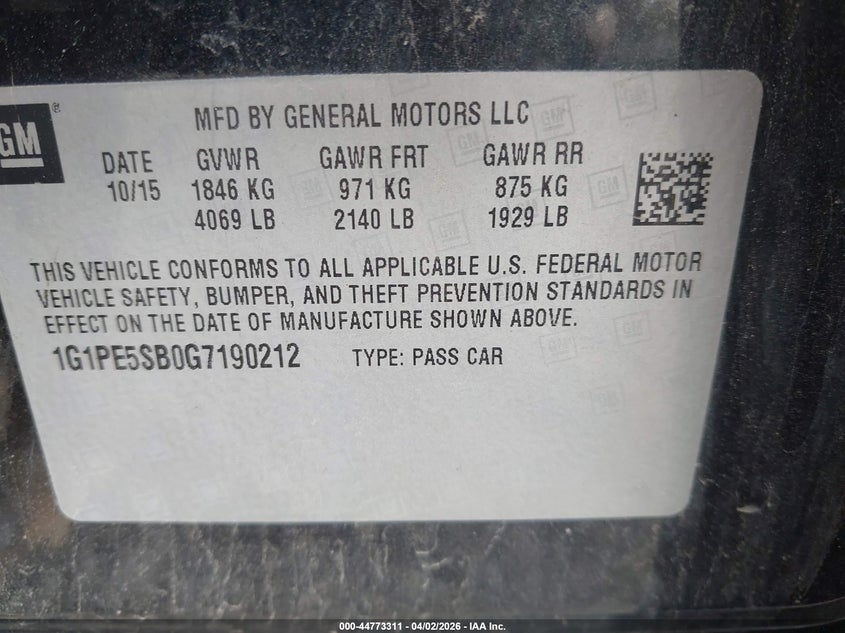 GM®
MFD BY GENERAL MOTORS LLC
DATE GVWR GAWR FRT GAWR RR
10/15 1846 KG 971 KG 875 KG
4069 LB 2140 LB 1929 LB
THIS VEHICLE CONFORMS TO ALL APPLICABLE U.S. FEDERAL MOTOR
VEHICLE SAFETY, BUMPER, AND THEFT PREVENTION STANDARDS IN
EFFECT ON THE DATE OF MANUFACTURE SHOWN ABOVE.
1G1PE5SB0G7190212 TYPE: PASS CAR
000-44773311 - 04/02/2026 - IAA Inc.